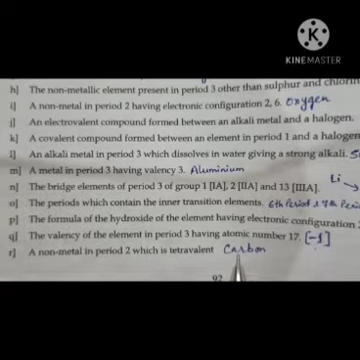 KINEMASTER
h] The non-metallic element present in period 3 other than sulphur and chlorin
i] A non-metal in period 2 having electronic configuration 2, 6. Oxygen
j] An electrovalent compound formed between an alkali metal and a halogen.
k] A covalent compound formed between an element in period 1 and a halogen
l] An alkali metal in period 3 which dissolves in water giving a strong alkali.
m] A metal in period 3 having valency 3. Aluminium
Li
n] The bridge elements of period 3 of group 1 [IA], 2 [IIA] and 13 [IIIA].
o] The periods which contain the inner transition elements. 6th Period & 7th Perio
p] The formula of the hydroxide of the element having electronic configuration
q] The valency of the element in period 3 having atomic number 17. [-1]
r] A non-metal in period 2 which is tetravalent Carbon
92